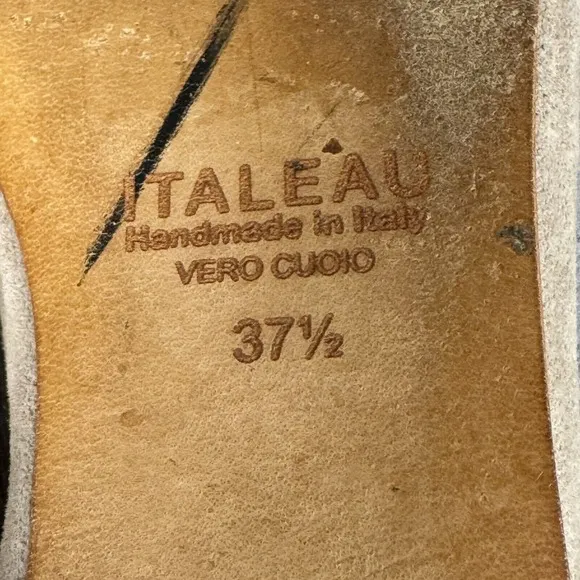 ITALEAU
Handmade in Italy
VERO CUOIO
37½